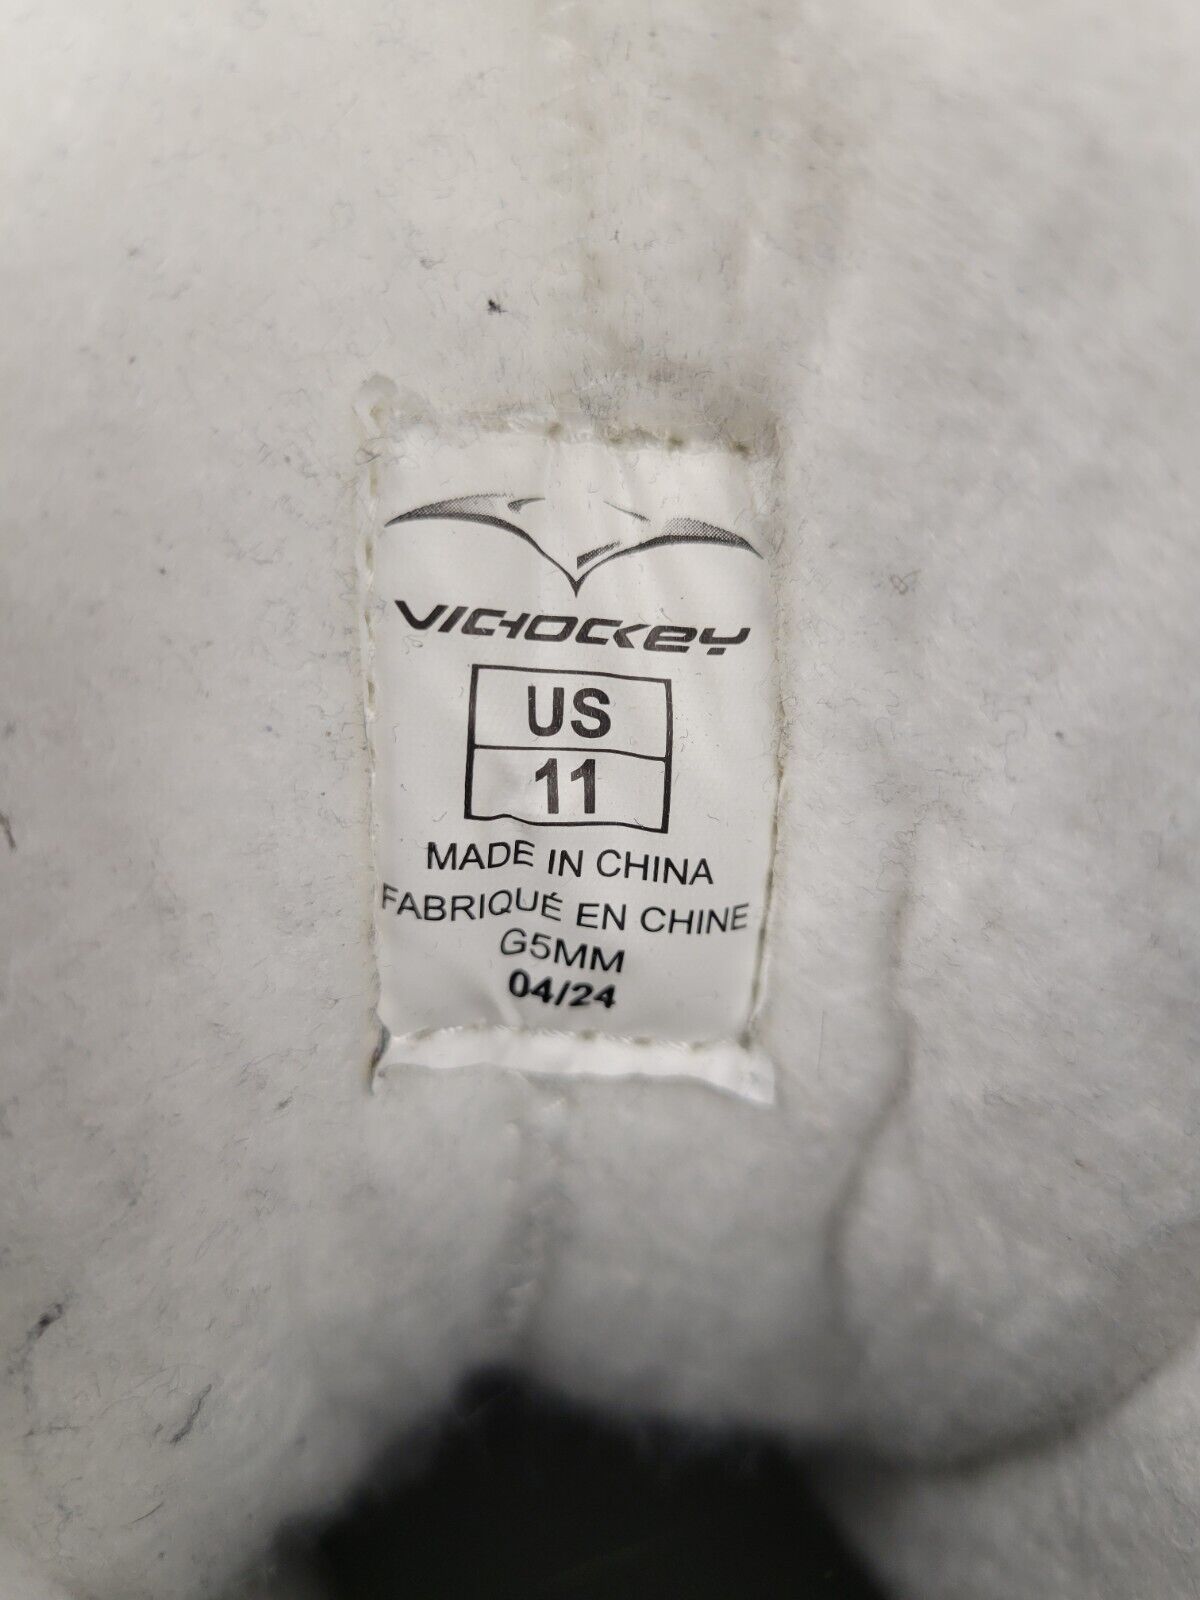 VICHOCKEY
US
11
MADE IN CHINA
FABRIQUÉ EN CHINE
G5MM
04/24